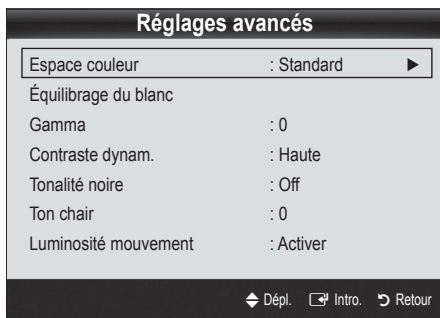 Réglages avancés
Espace couleur : Standard ►
Équilibrage du blanc
Gamma : 0
Contraste dynam. : Haute
Tonalité noire : Off
Ton chair : 0
Luminosité mouvement : Activer
Dépl. Intro. Retour